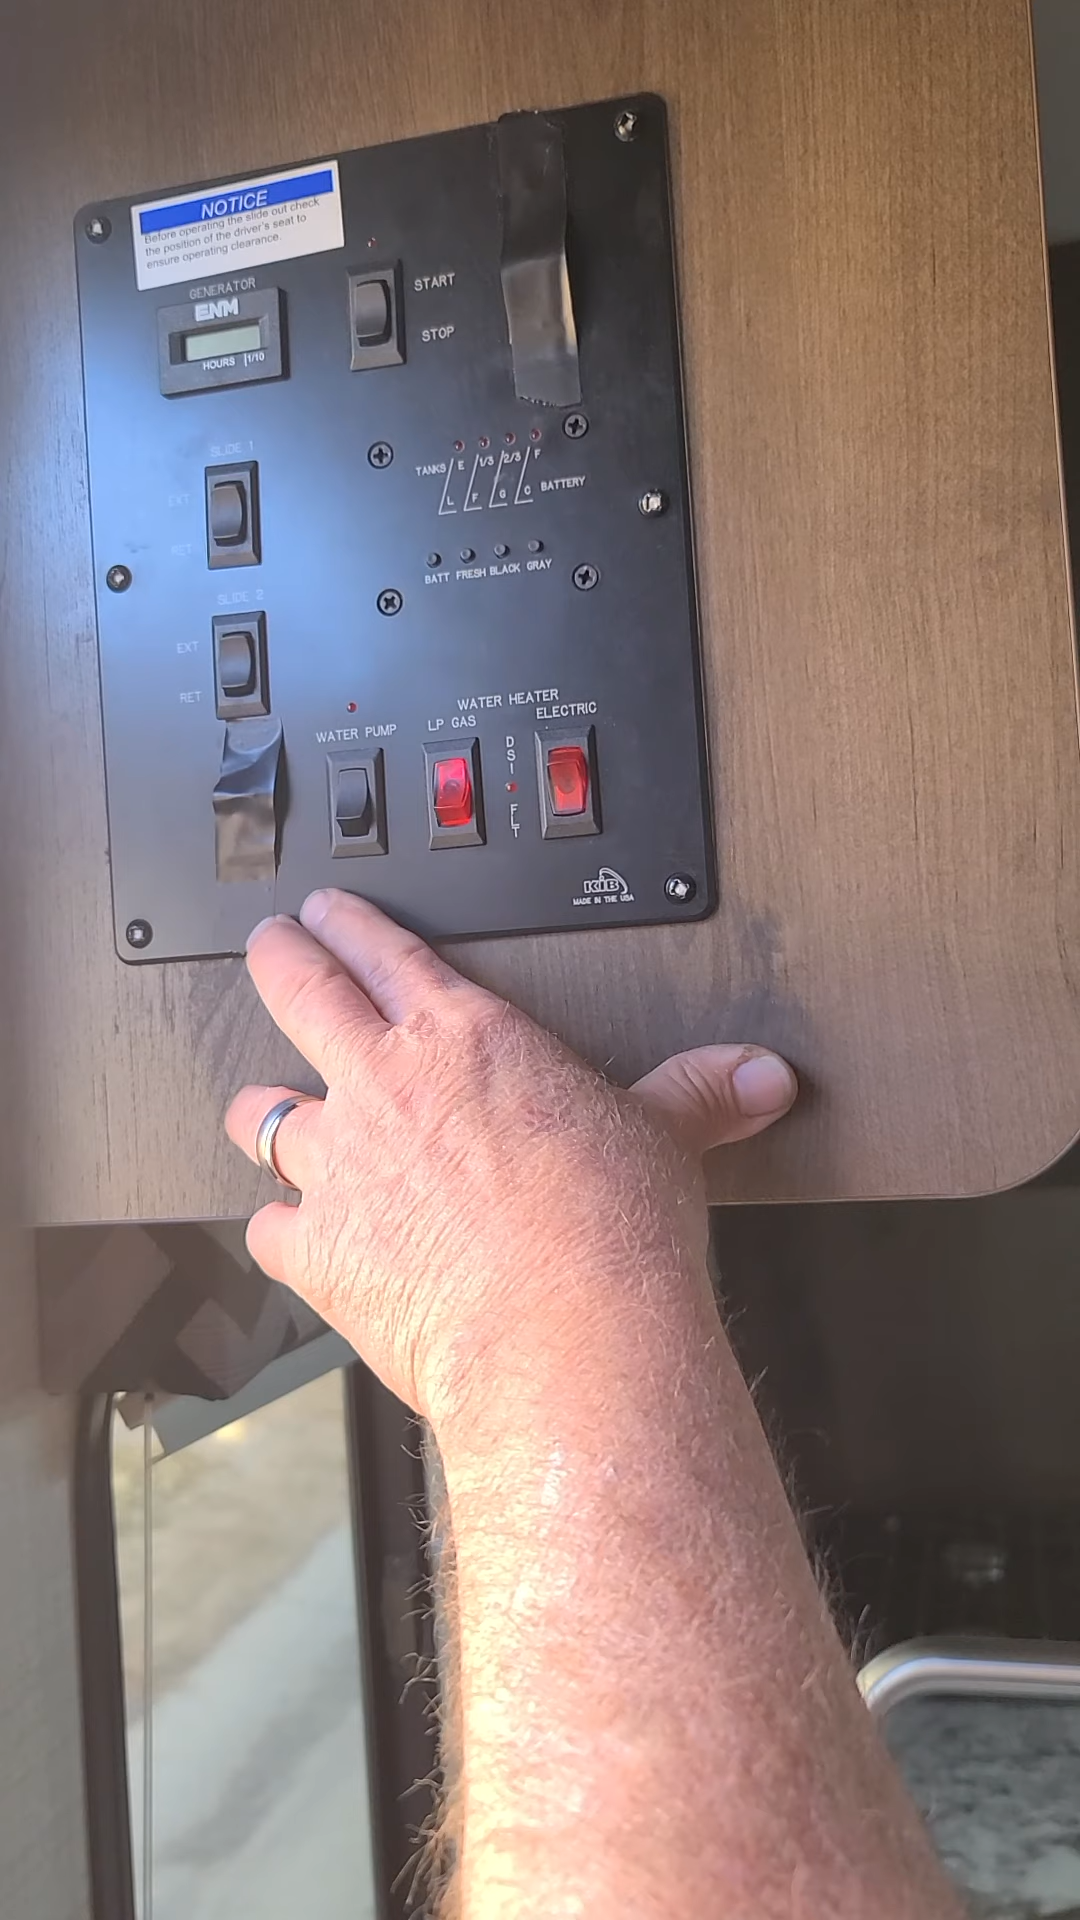 NOTICE
Before operating the slide out check
the position of the driver's seat to
ensure operating clearance.
GENERATOR
ENM
HOURS 1/10
START
STOP
SLIDE 1
EXT
RET
TANKS E 1/3 2/3 F
L F G C BATTERY
BATT FRESH BLACK GRAY
SLIDE 2
EXT
RET
WATER PUMP
WATER HEATER
LP GAS
ELECTRIC
DSI
FLT
KIB
MADE IN THE USA